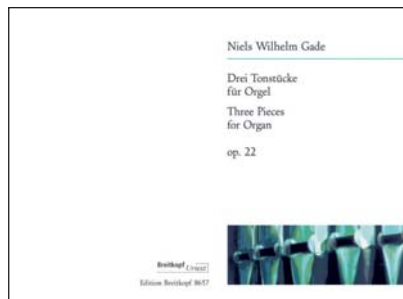 Niels Wilhelm Gade
Drei Tonstücke
für Orgel
Three Pieces
for Organ
op. 22
Breitkopf
Urtext
Edition Breitkopf 8657